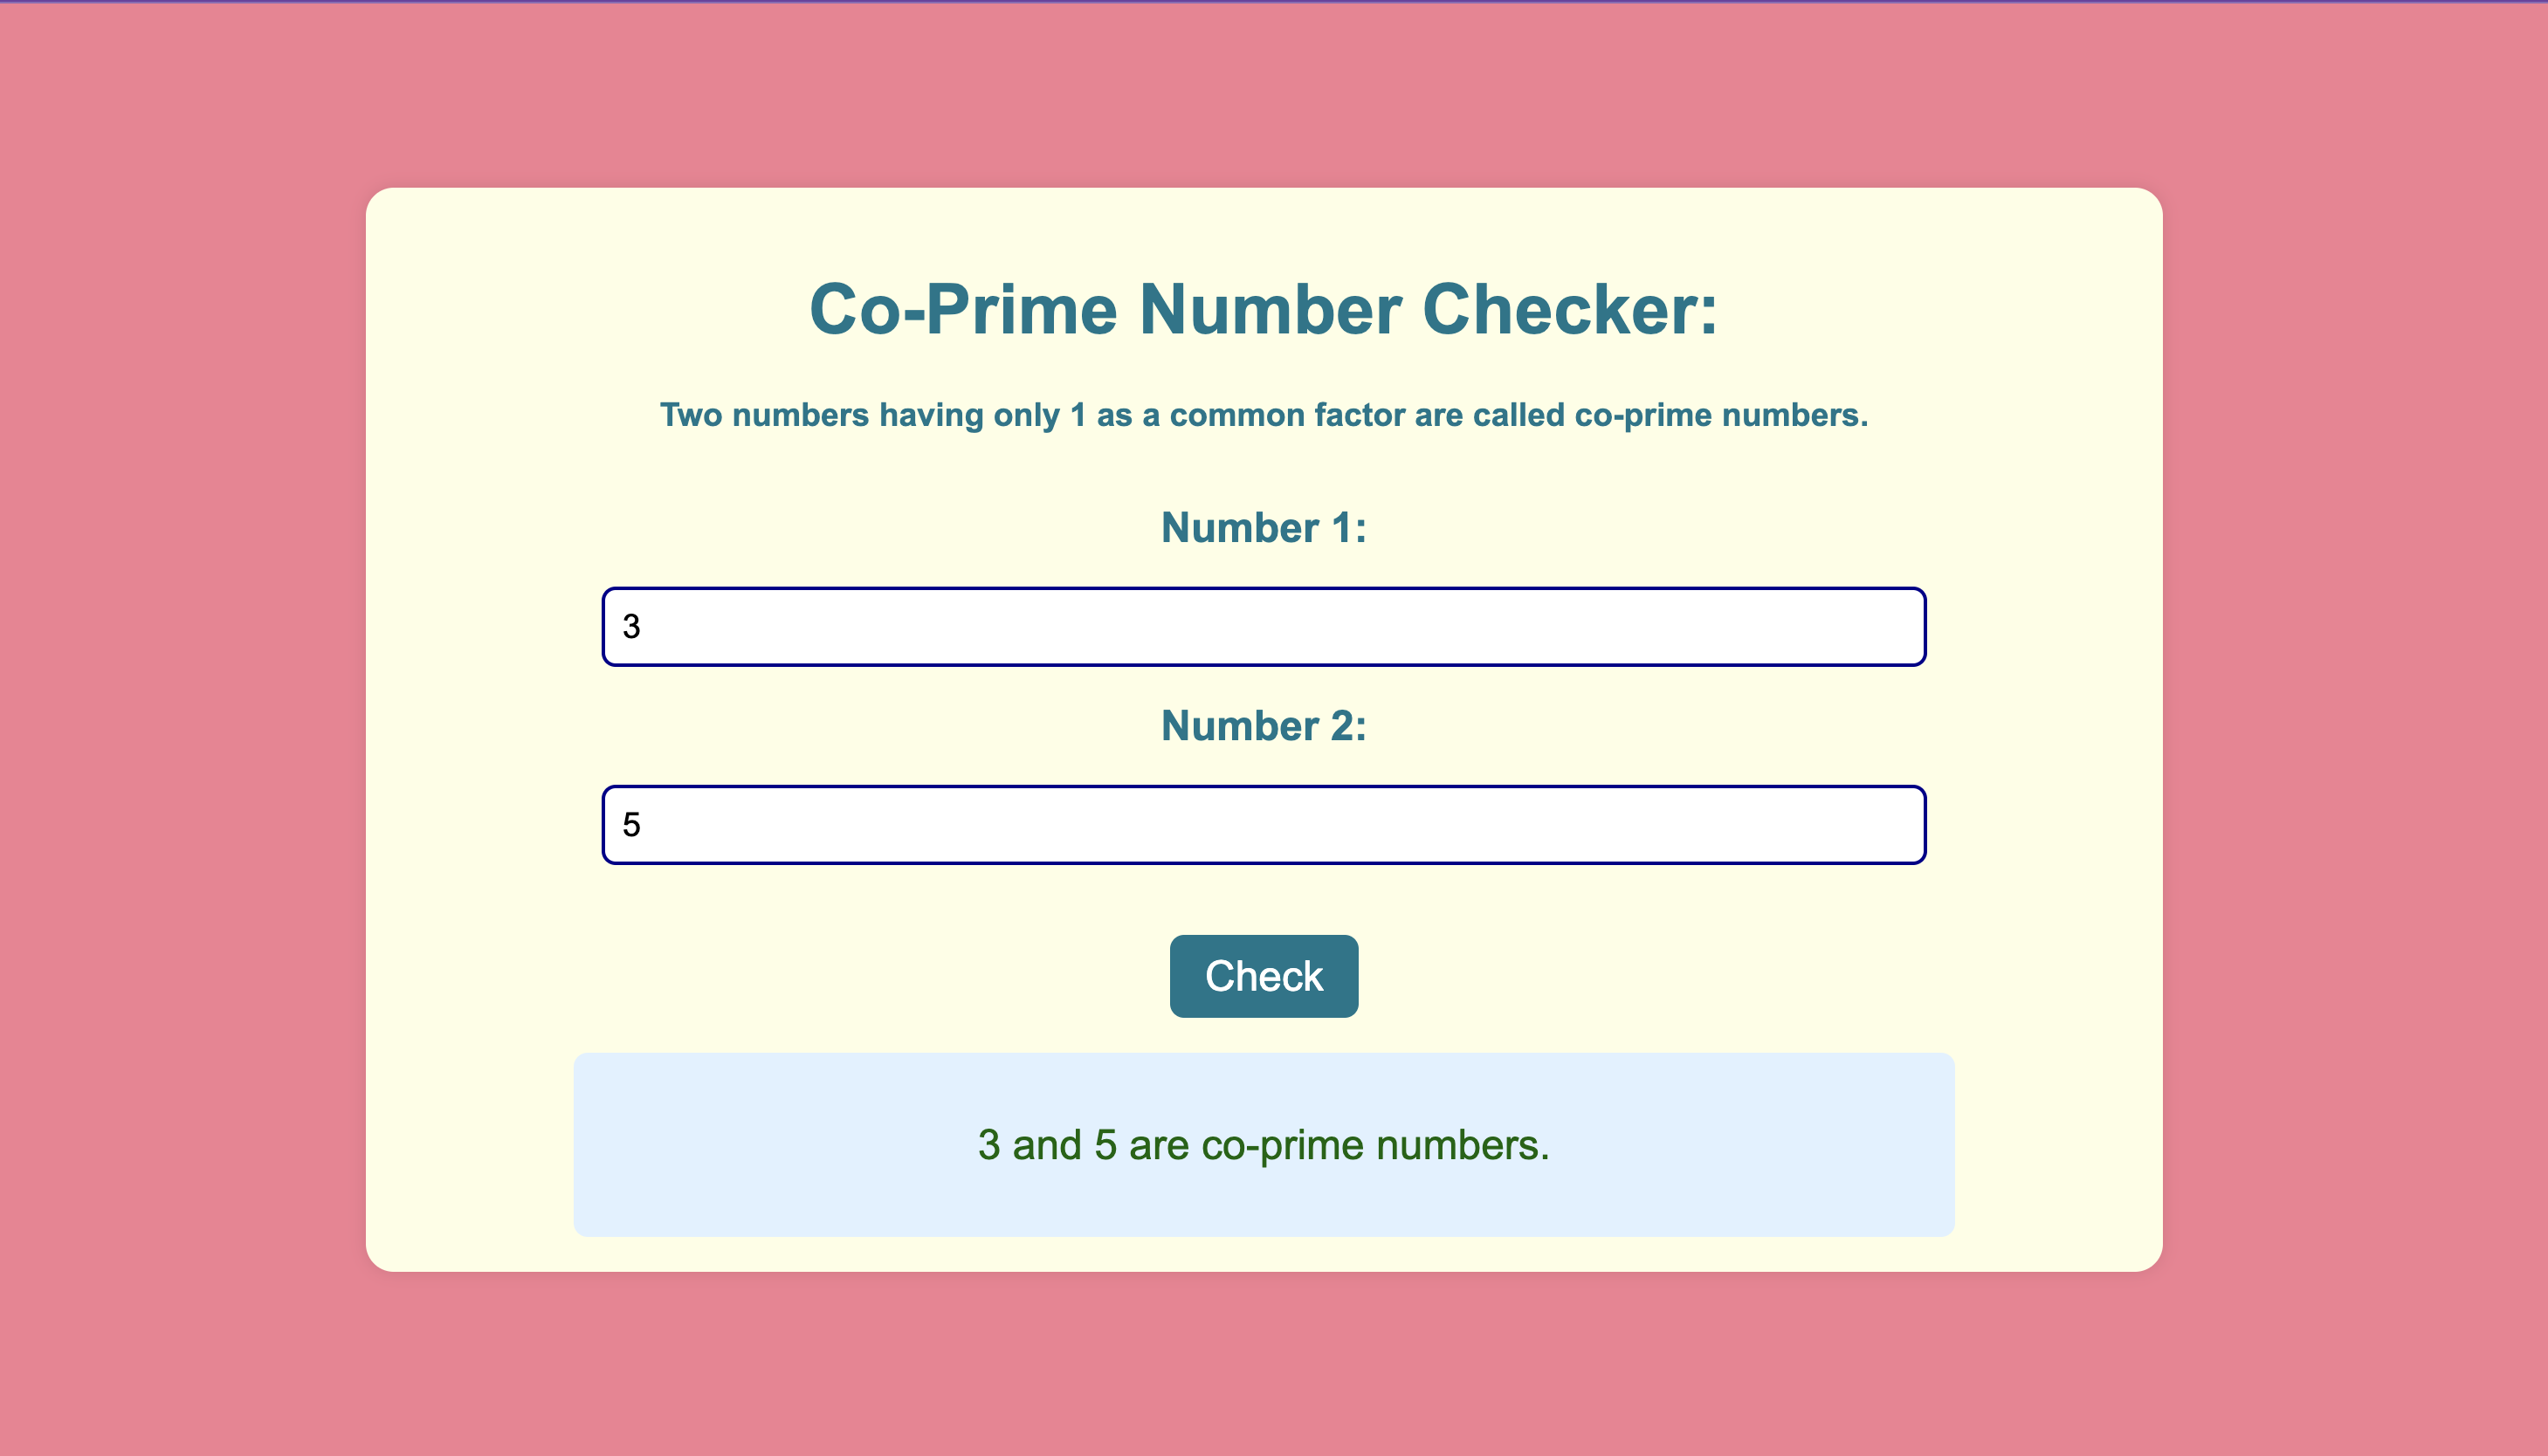 Co-Prime Number Checker:
Two numbers having only 1 as a common factor are called co-prime numbers.
Number 1:
3
Number 2:
5
Check
3 and 5 are co-prime numbers.